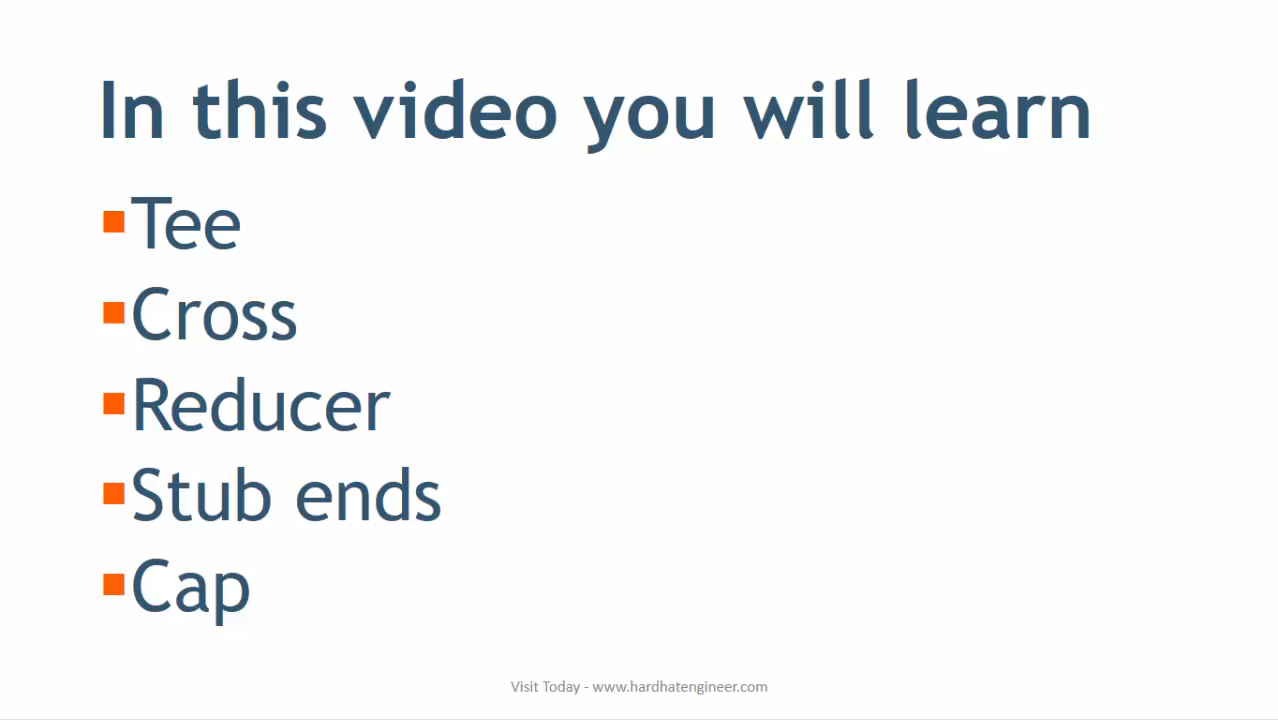 In this video you will learn
▪Tee
▪Cross
▪Reducer
▪Stub ends
▪Cap
Visit Today - www.hardhatengineer.com